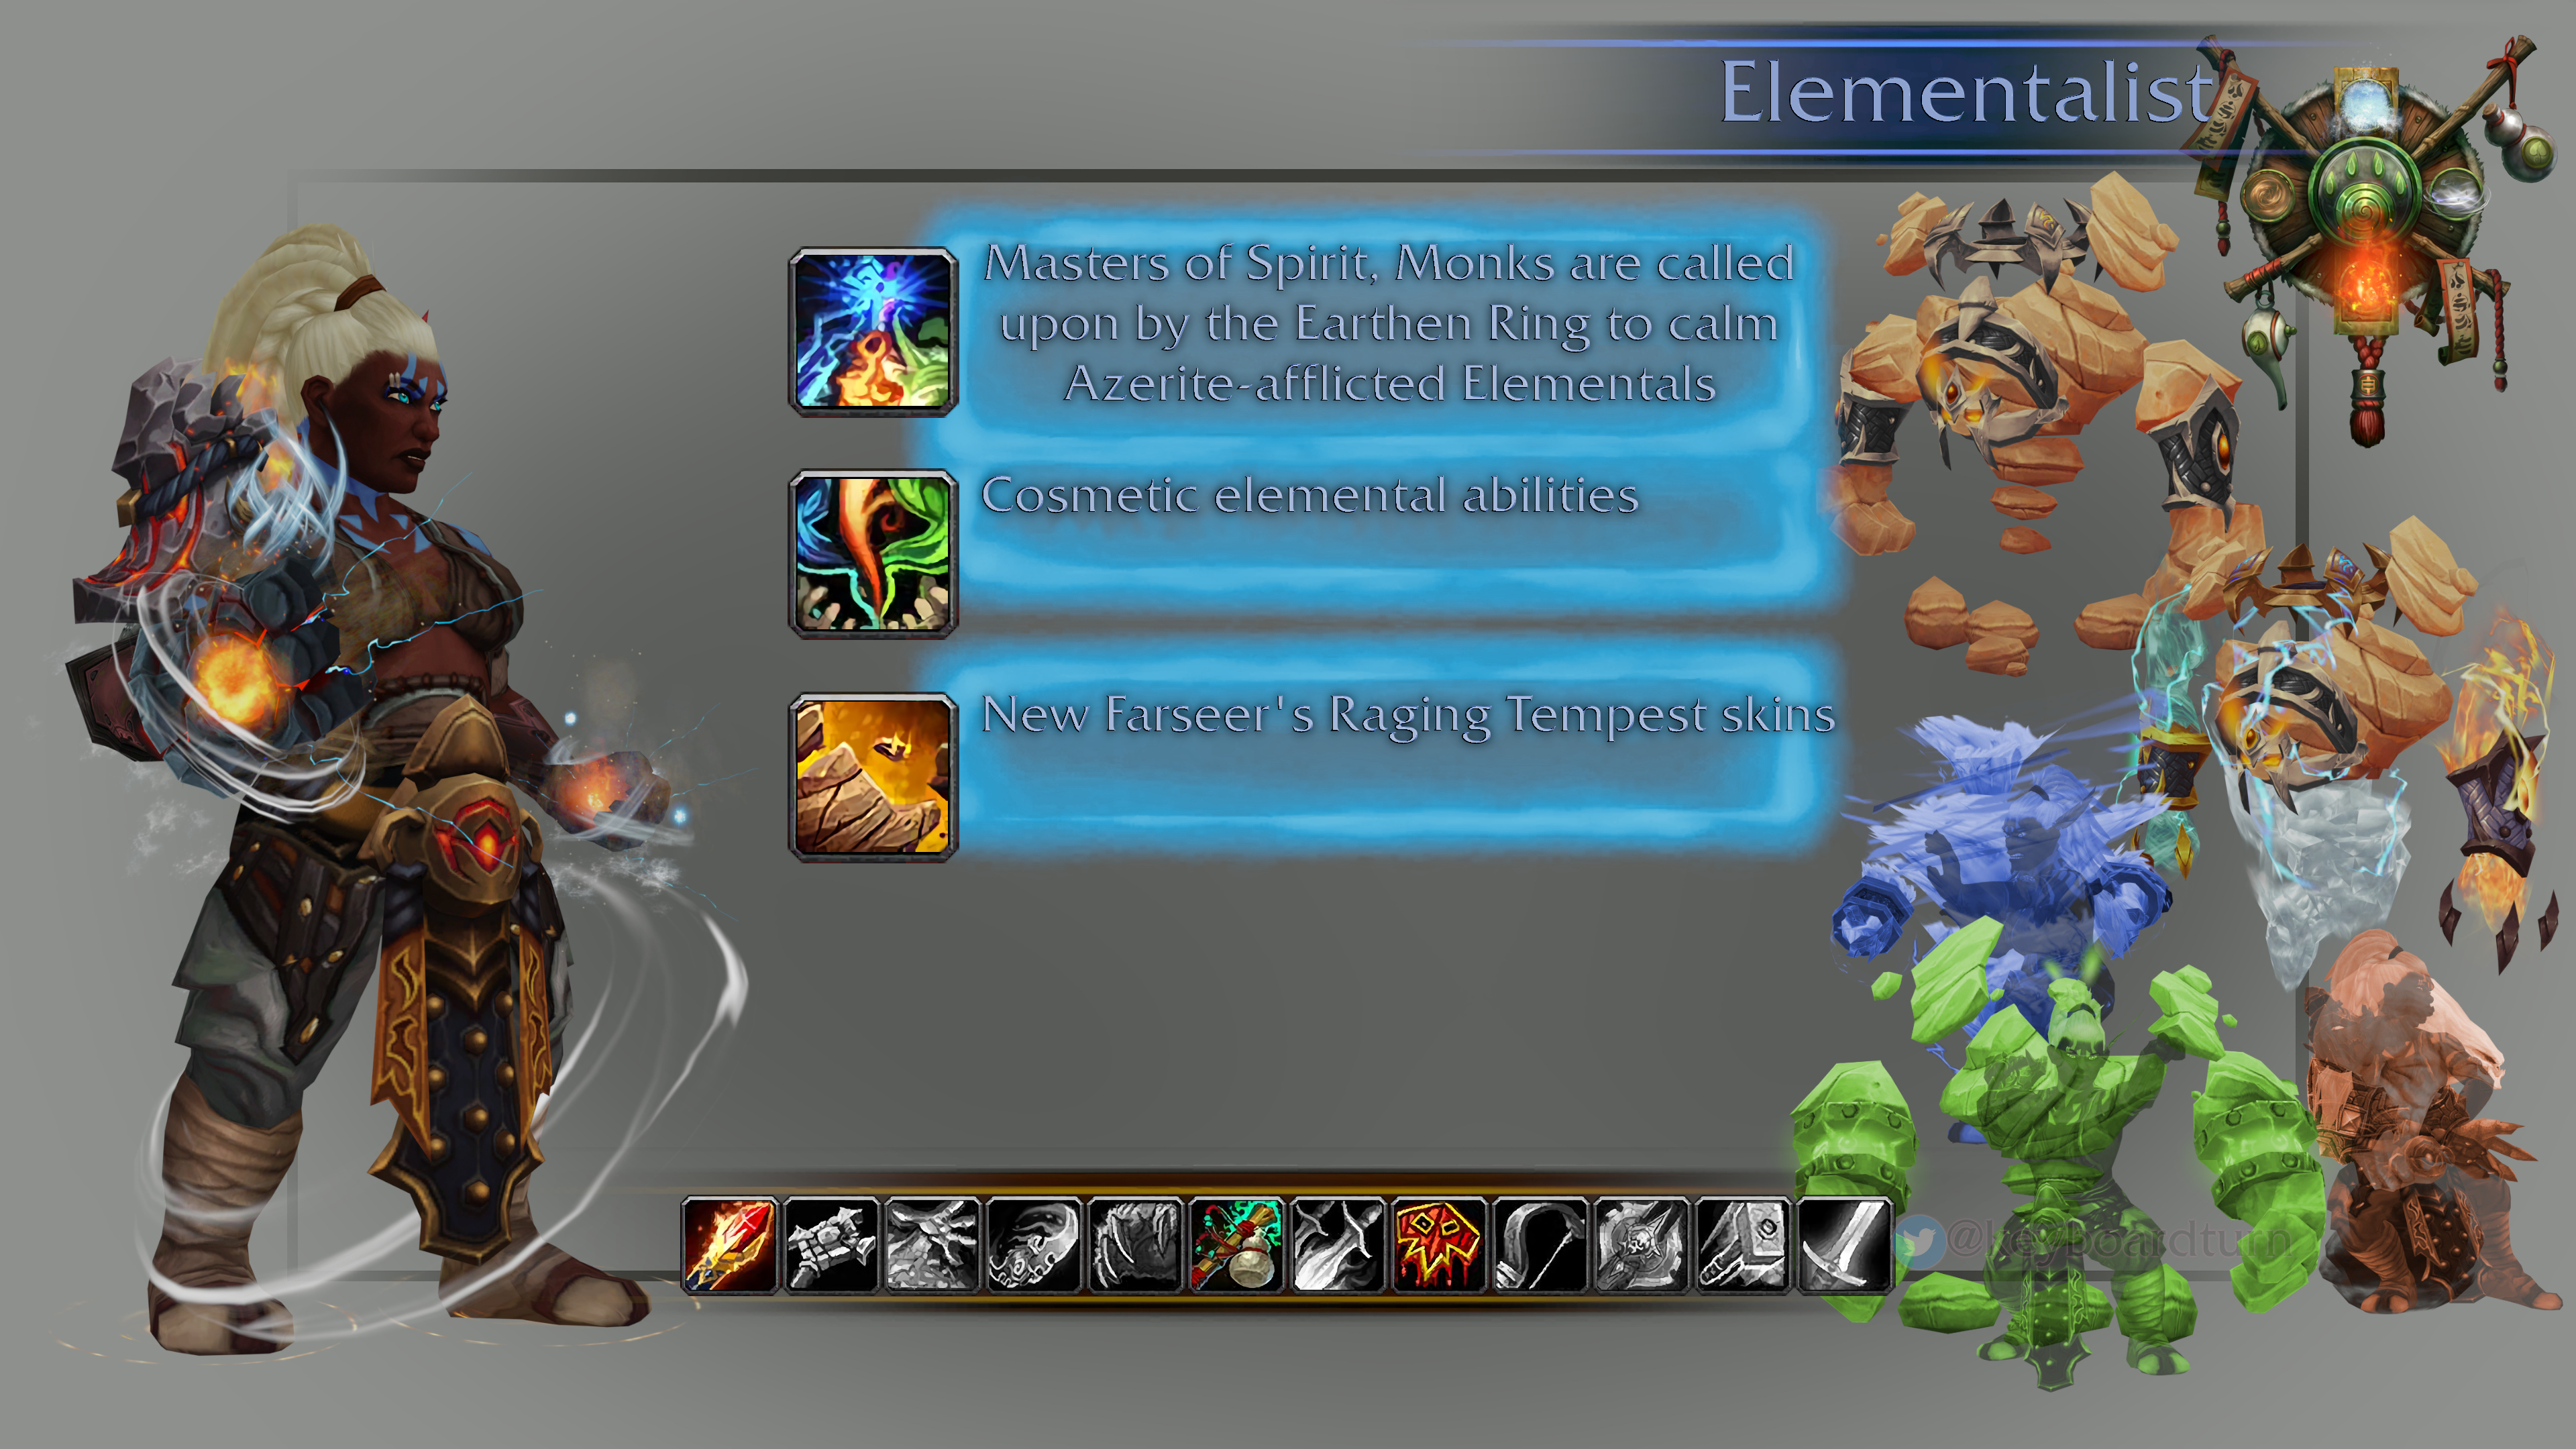 Elementalist
Masters of Spirit, Monks are called
upon by the Earthen Ring to calm
Azerite-afflicted Elementals
Cosmetic elemental abilities
New Farseer's Raging Tempest skins
@keyboardturn